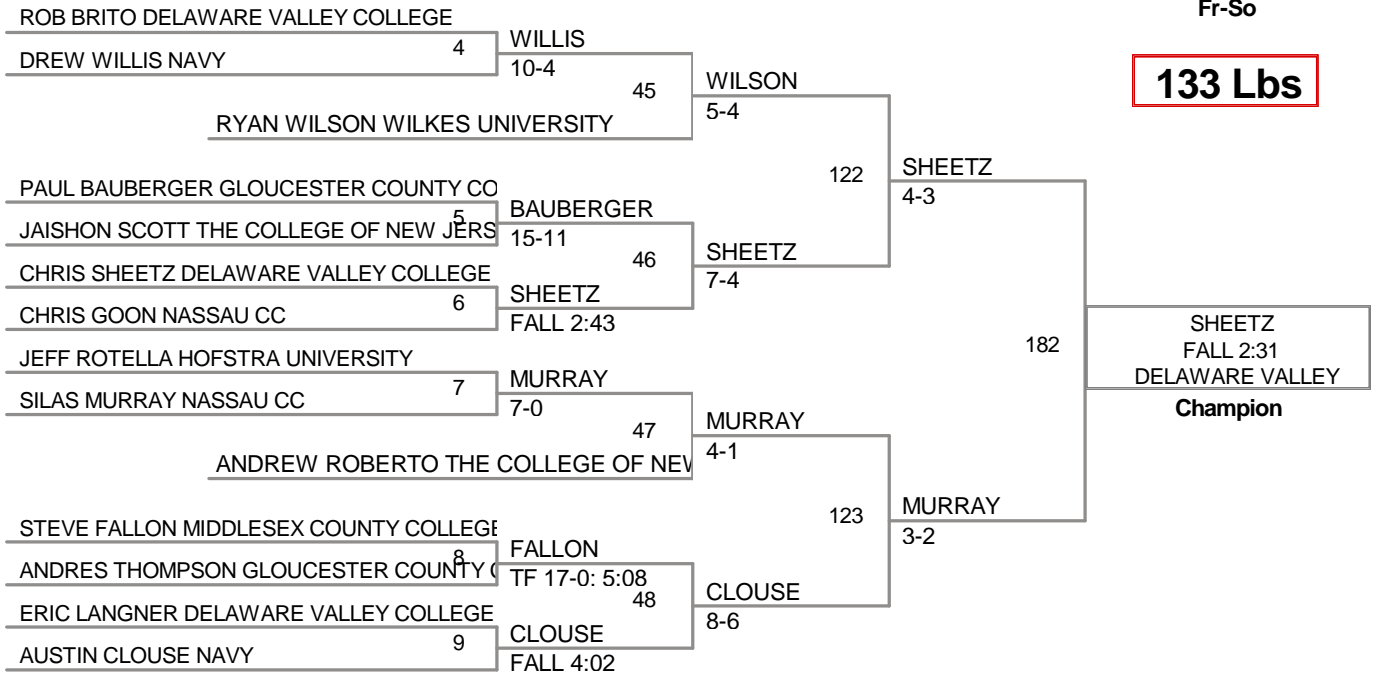 Fr-So
133 Lbs
ROB BRITO DELAWARE VALLEY COLLEGE
4
DREW WILLIS NAVY
WILLIS
10-4
45
RYAN WILSON WILKES UNIVERSITY
WILSON
5-4
122
PAUL BAUBERGER GLOUCESTER COUNTY CO
5
JAISHON SCOTT THE COLLEGE OF NEW JERS
BAUBERGER
15-11
46
CHRIS SHEETZ DELAWARE VALLEY COLLEGE
6
CHRIS GOON NASSAU CC
SHEETZ
FALL 2:43
SHEETZ
7-4
SHEETZ
4-3
182
JEFF ROTELLA HOFSTRA UNIVERSITY
7
SILAS MURRAY NASSAU CC
MURRAY
7-0
47
ANDREW ROBERTO THE COLLEGE OF NEW
MURRAY
4-1
123
STEVE FALLON MIDDLESEX COUNTY COLLEGE
8
ANDRES THOMPSON GLOUCESTER COUNTY
FALLON
TF 17-0: 5:08
48
ERIC LANGNER DELAWARE VALLEY COLLEGE
9
AUSTIN CLOUSE NAVY
CLOUSE
FALL 4:02
CLOUSE
8-6
MURRAY
3-2
SHEETZ
FALL 2:31
DELAWARE VALLEY
Champion